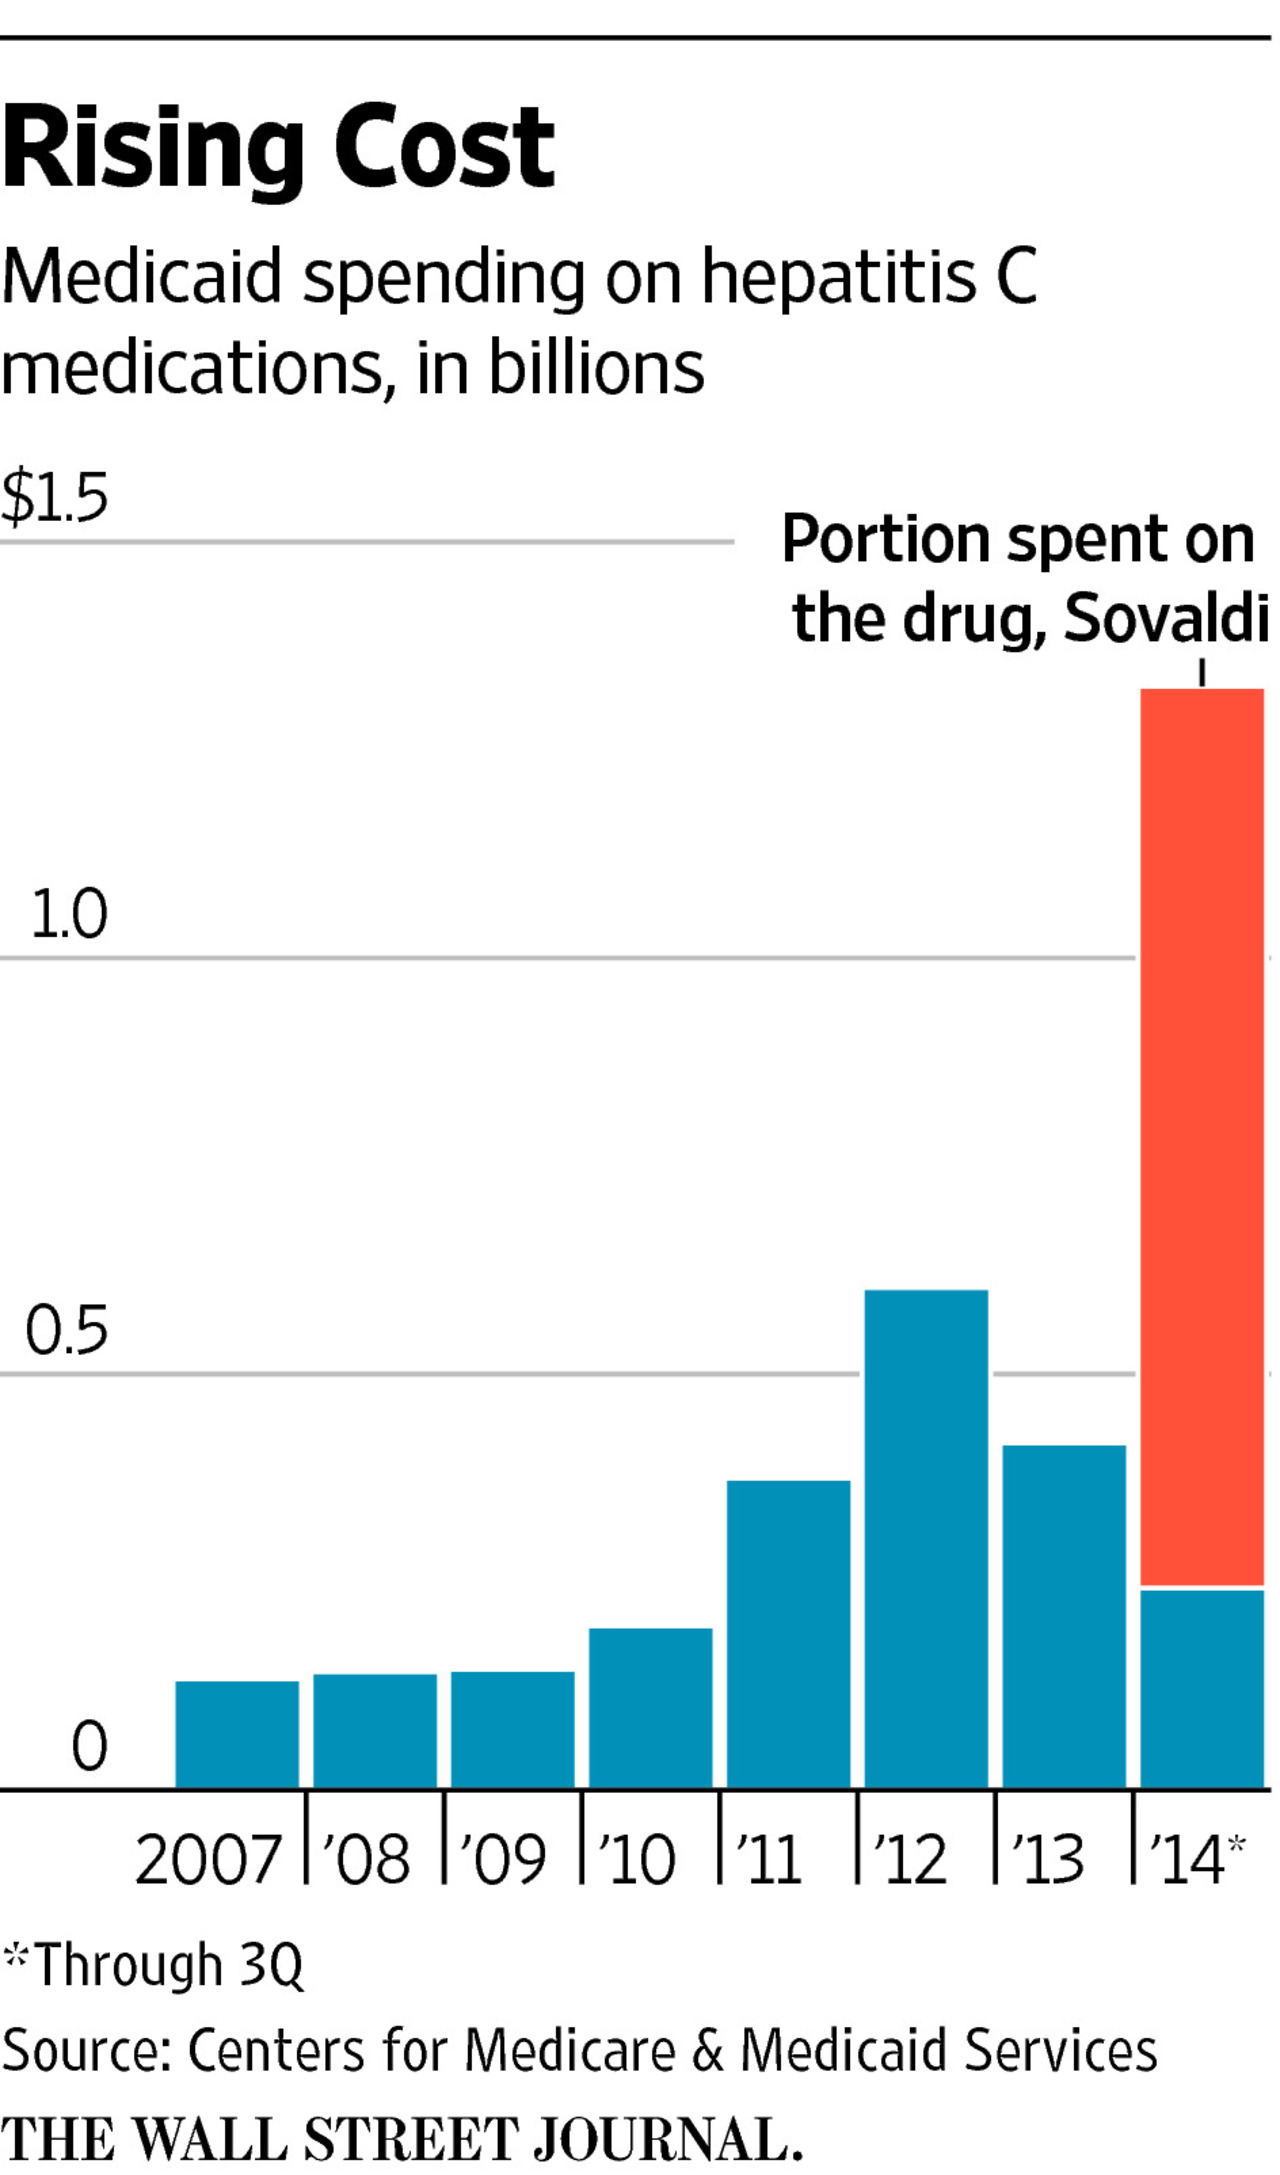 Rising Cost
Medicaid spending on hepatitis C
medications, in billions
$1.5
Portion spent on
the drug, Sovaldi
1.0
0.5
0
2007 ’08 ’09 ’10 ’11 ’12 ’13 ’14*
*Through 3Q
Source: Centers for Medicare & Medicaid Services
THE WALL STREET JOURNAL.